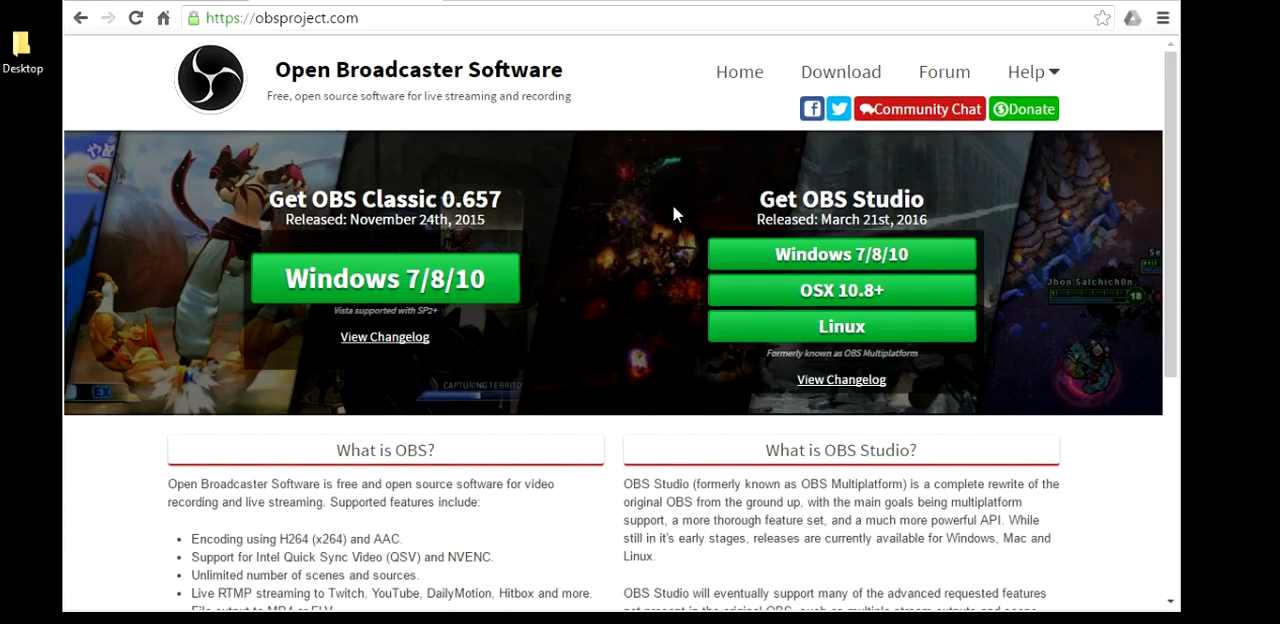 https://obsproject.com
Desktop
Open Broadcaster Software
Free, open source software for live streaming and recording
Home Download Forum Help
Community Chat Donate
Get OBS Classic 0.657
Released: November 24th, 2015
Windows 7/8/10
Vista supported with SP2+
View Changelog
Get OBS Studio
Released: March 21st, 2016
Windows 7/8/10
OSX 10.8+
Linux
Formerly known as OBS Multiplatform
View Changelog
Jhon Salchich0n
18
EX
CAPTURING TERRITO
What is OBS?
Open Broadcaster Software is free and open source software for video
recording and live streaming. Supported features include:
• Encoding using H264 (x264) and AAC.
• Support for Intel Quick Sync Video (QSV) and NVENC.
• Unlimited number of scenes and sources.
• Live RTMP streaming to Twitch, YouTube, DailyMotion, Hitbox and more.
What is OBS Studio?
OBS Studio (formerly known as OBS Multiplatform) is a complete rewrite of the
original OBS from the ground up, with the main goals being multiplatform
support, a more thorough feature set, and a much more powerful API. While
still in it's early stages, releases are currently available for Windows, Mac and
Linux.
OBS Studio will eventually support many of the advanced requested features